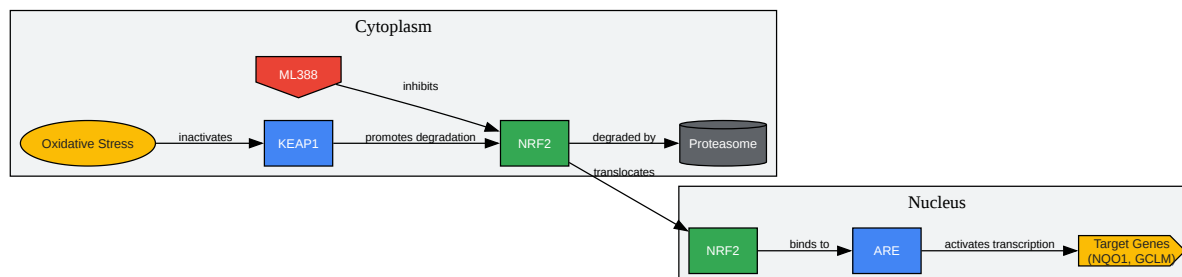 Cytoplasm
ML388
inhibits
Oxidative Stress
inactivates
KEAP1
promotes degradation
NRF2
degraded by
Proteasome
translocates
Nucleus
NRF2
binds to
ARE
activates transcription
Target Genes
(NQO1, GCLM)